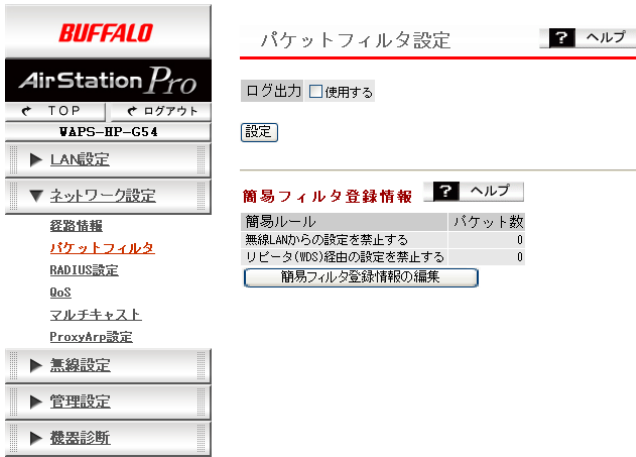 BUFFALO
AirStation Pro
TOP ログアウト
WAPS-HP-G54
LAN設定
ネットワーク設定
経路情報
パケットフィルタ
RADIUS設定
QoS
マルチキャスト
ProxyArp設定
無線設定
管理設定
機器診断
パケットフィルタ設定 ? ヘルプ
ログ出力 使用する
設定
簡易フィルタ登録情報 ? ヘルプ
簡易ルール パケット数
無線LANからの設定を禁止する 0
リピータ(WDS)経由の設定を禁止する 0
簡易フィルタ登録情報の編集